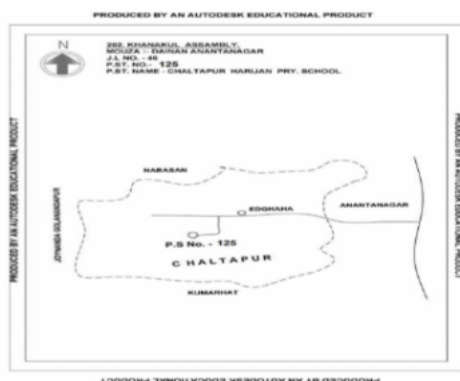 PRODUCED BY AN AUTODESK EDUCATIONAL PRODUCT
N
202, KHANAKUL ASSEMBLY,
MOUZA :- DAINAN ANANTANAGAR
J.L NO. - 46
P.ST. NO.- 125
P.ST. NAME - CHALTAPUR HARIJAN PRY. SCHOOL
PRODUCED BY AN AUTODESK EDUCATIONAL PRODUCT
PRODUCED BY AN AUTODESK EDUCATIONAL PRODUCT
NABASAN
EDGHAHA
ANANTANAGAR
P.S No. - 125
CHALTAPUR
KUMARHAT
PRODUCED BY AN AUTODESK EDUCATIONAL PRODUCT